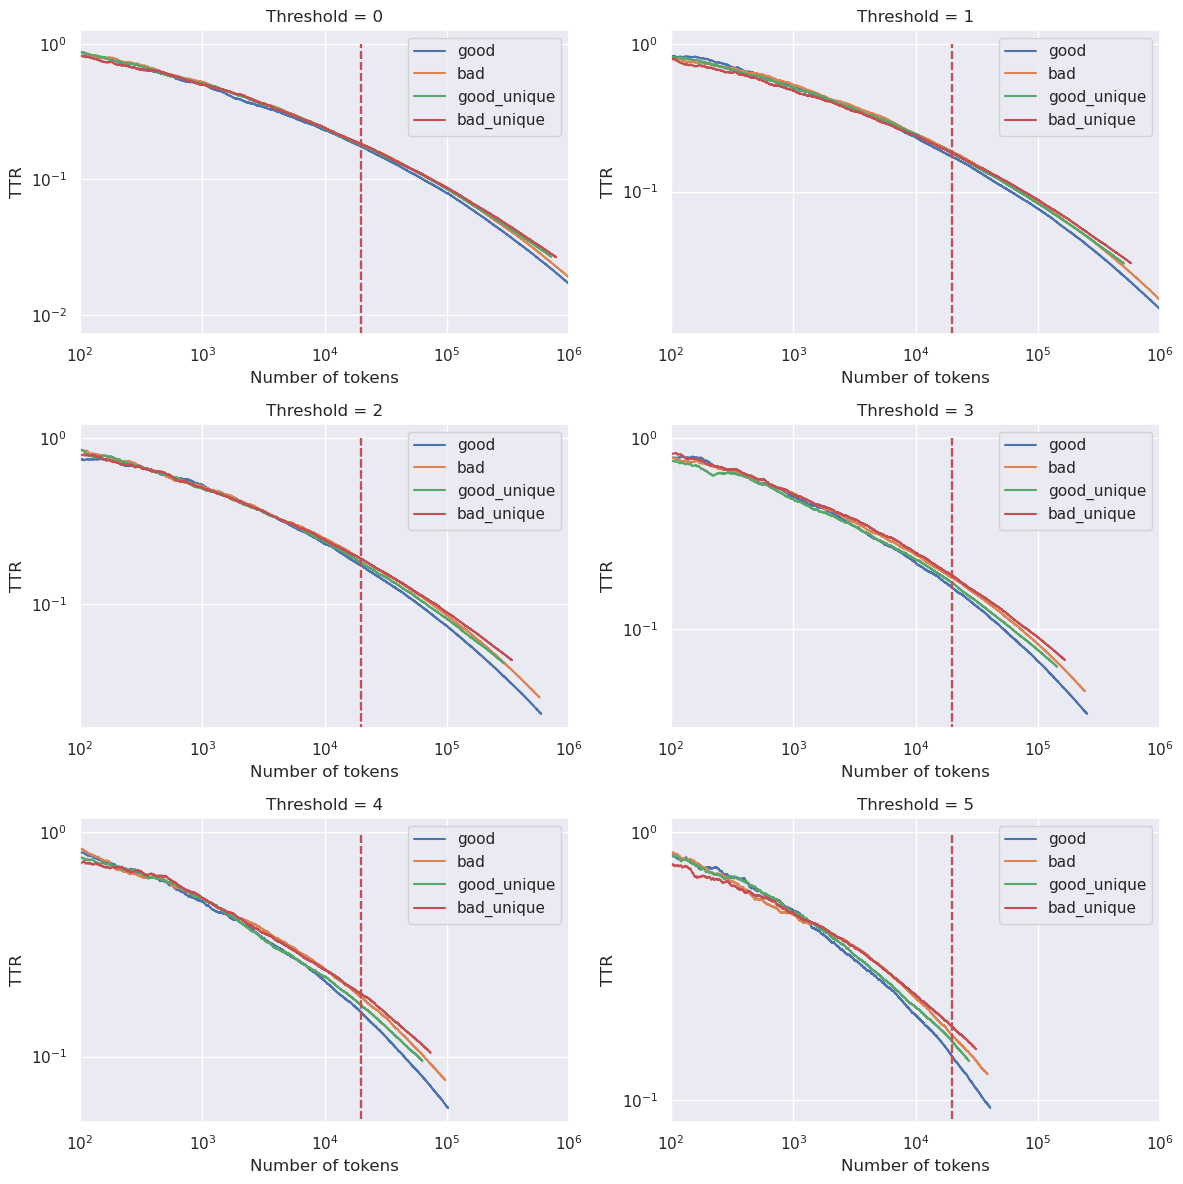 Threshold = 0
10⁰
10⁻¹
10⁻²
TTR
good
bad
good_unique
bad_unique
10² 10³ 10⁴ 10⁵ 10⁶
Number of tokens
Threshold = 1
10⁰
10⁻¹
TTR
good
bad
good_unique
bad_unique
10² 10³ 10⁴ 10⁵ 10⁶
Number of tokens
Threshold = 2
10⁰
10⁻¹
TTR
good
bad
good_unique
bad_unique
10² 10³ 10⁴ 10⁵ 10⁶
Number of tokens
Threshold = 3
10⁰
10⁻¹
TTR
good
bad
good_unique
bad_unique
10² 10³ 10⁴ 10⁵ 10⁶
Number of tokens
Threshold = 4
10⁰
10⁻¹
TTR
good
bad
good_unique
bad_unique
10² 10³ 10⁴ 10⁵ 10⁶
Number of tokens
Threshold = 5
10⁰
10⁻¹
TTR
good
bad
good_unique
bad_unique
10² 10³ 10⁴ 10⁵ 10⁶
Number of tokens